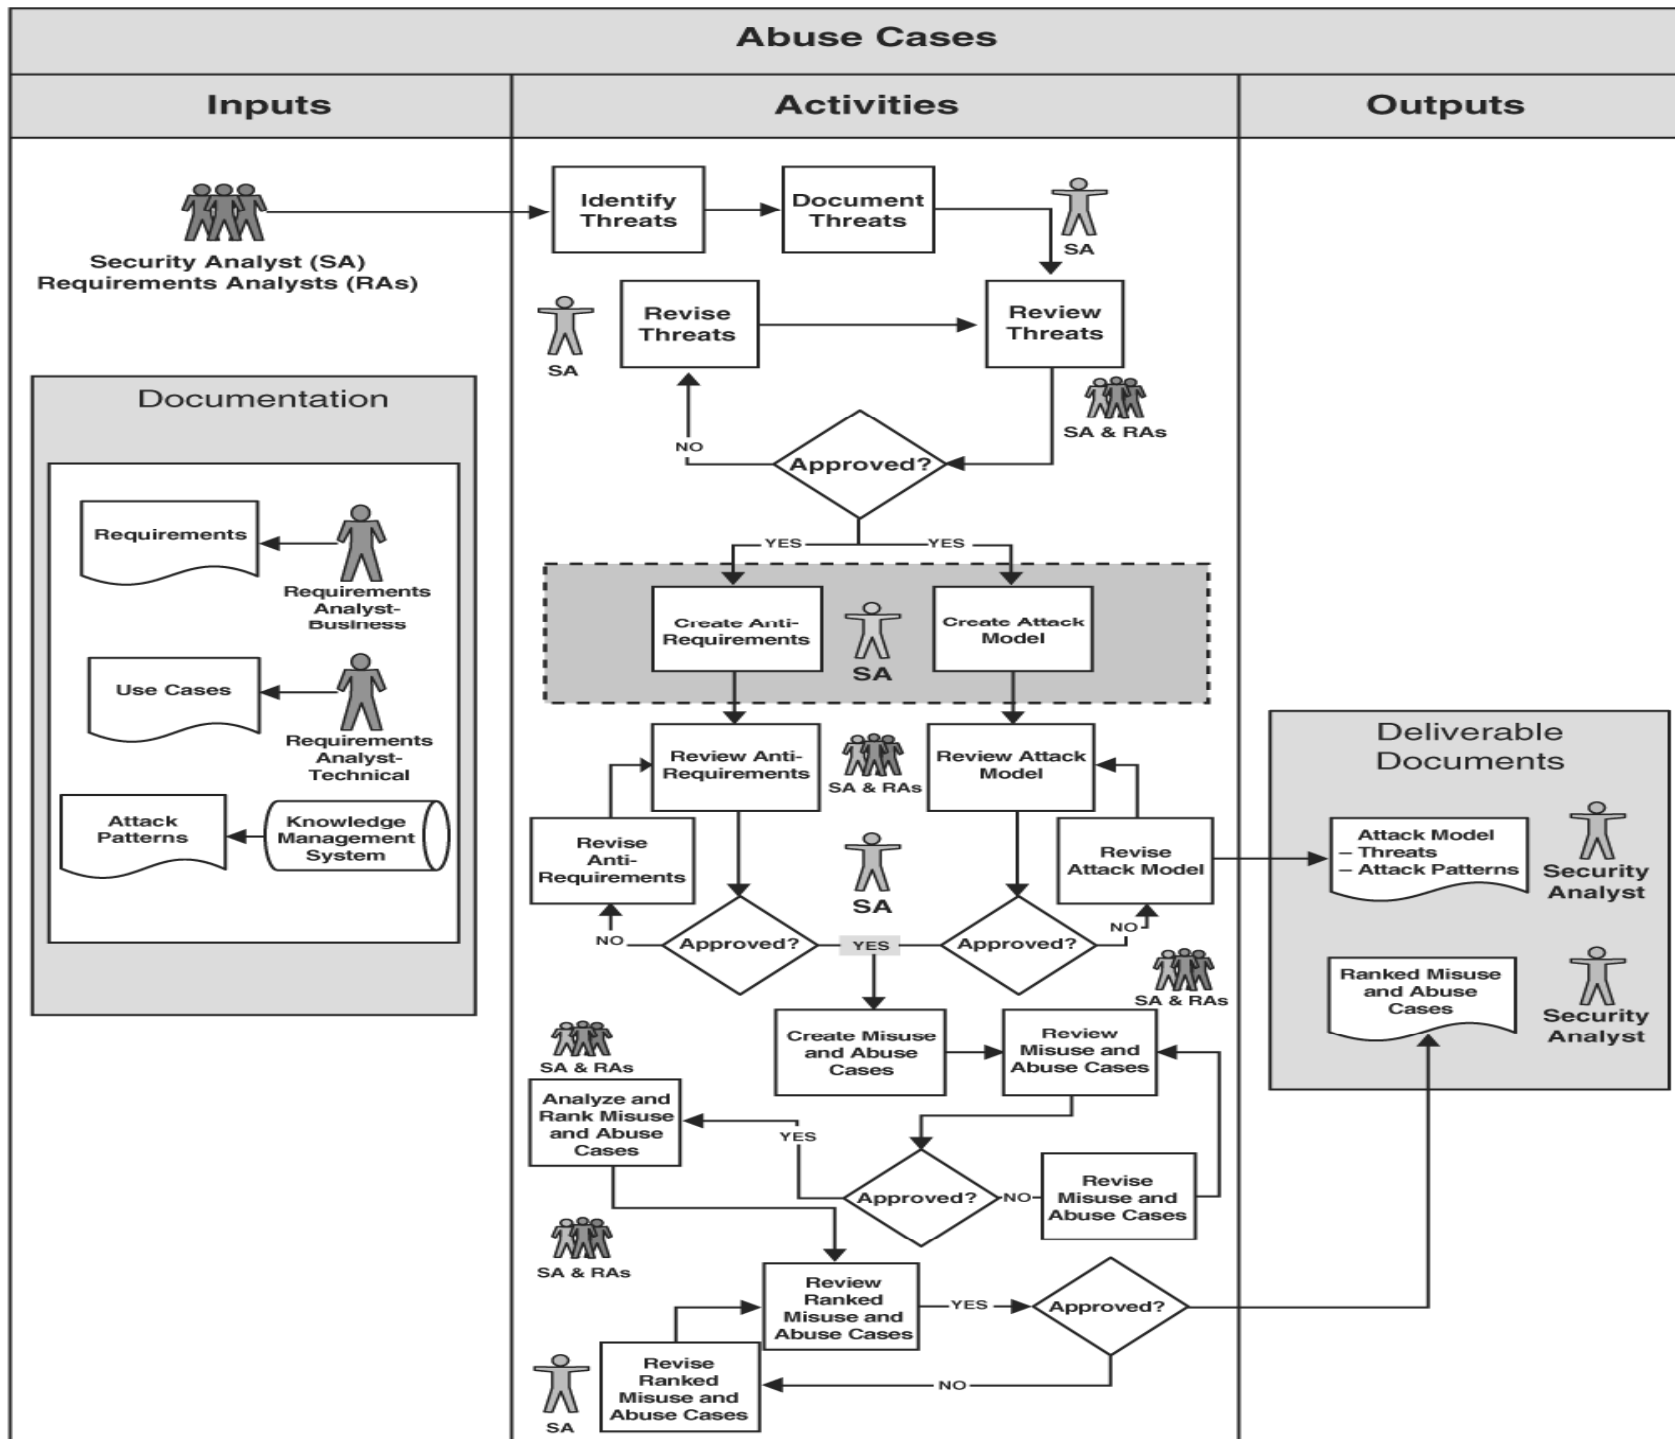 Abuse Cases
Inputs
Activities
Outputs
Security Analyst (SA)
Requirements Analysts (RAs)
Documentation
Requirements
Requirements
Analyst-
Business
Use Cases
Requirements
Analyst-
Technical
Attack
Patterns
Knowledge
Management
System
Identify
Threats
Document
Threats
SA
Revise
Threats
SA
Review
Threats
SA & RAs
NO
Approved?
YES
YES
Create Anti-
Requirements
SA
Create Attack
Model
Review Anti-
Requirements
SA & RAs
Review Attack
Model
Revise
Anti-
Requirements
SA
Revise
Attack Model
NO
Approved?
YES
Approved?
NO
SA & RAs
Create Misuse
and Abuse
Cases
Review
Misuse and
Abuse Cases
SA & RAs
Analyze and
Rank Misuse
and Abuse
Cases
YES
Approved?
NO
Revise
Misuse and
Abuse Cases
SA & RAs
Review
Ranked
Misuse and
Abuse Cases
YES
Approved?
Revise
Ranked
Misuse and
Abuse Cases
NO
SA
Deliverable
Documents
Attack Model
– Threats
– Attack Patterns
Security
Analyst
Ranked Misuse
and Abuse
Cases
Security
Analyst